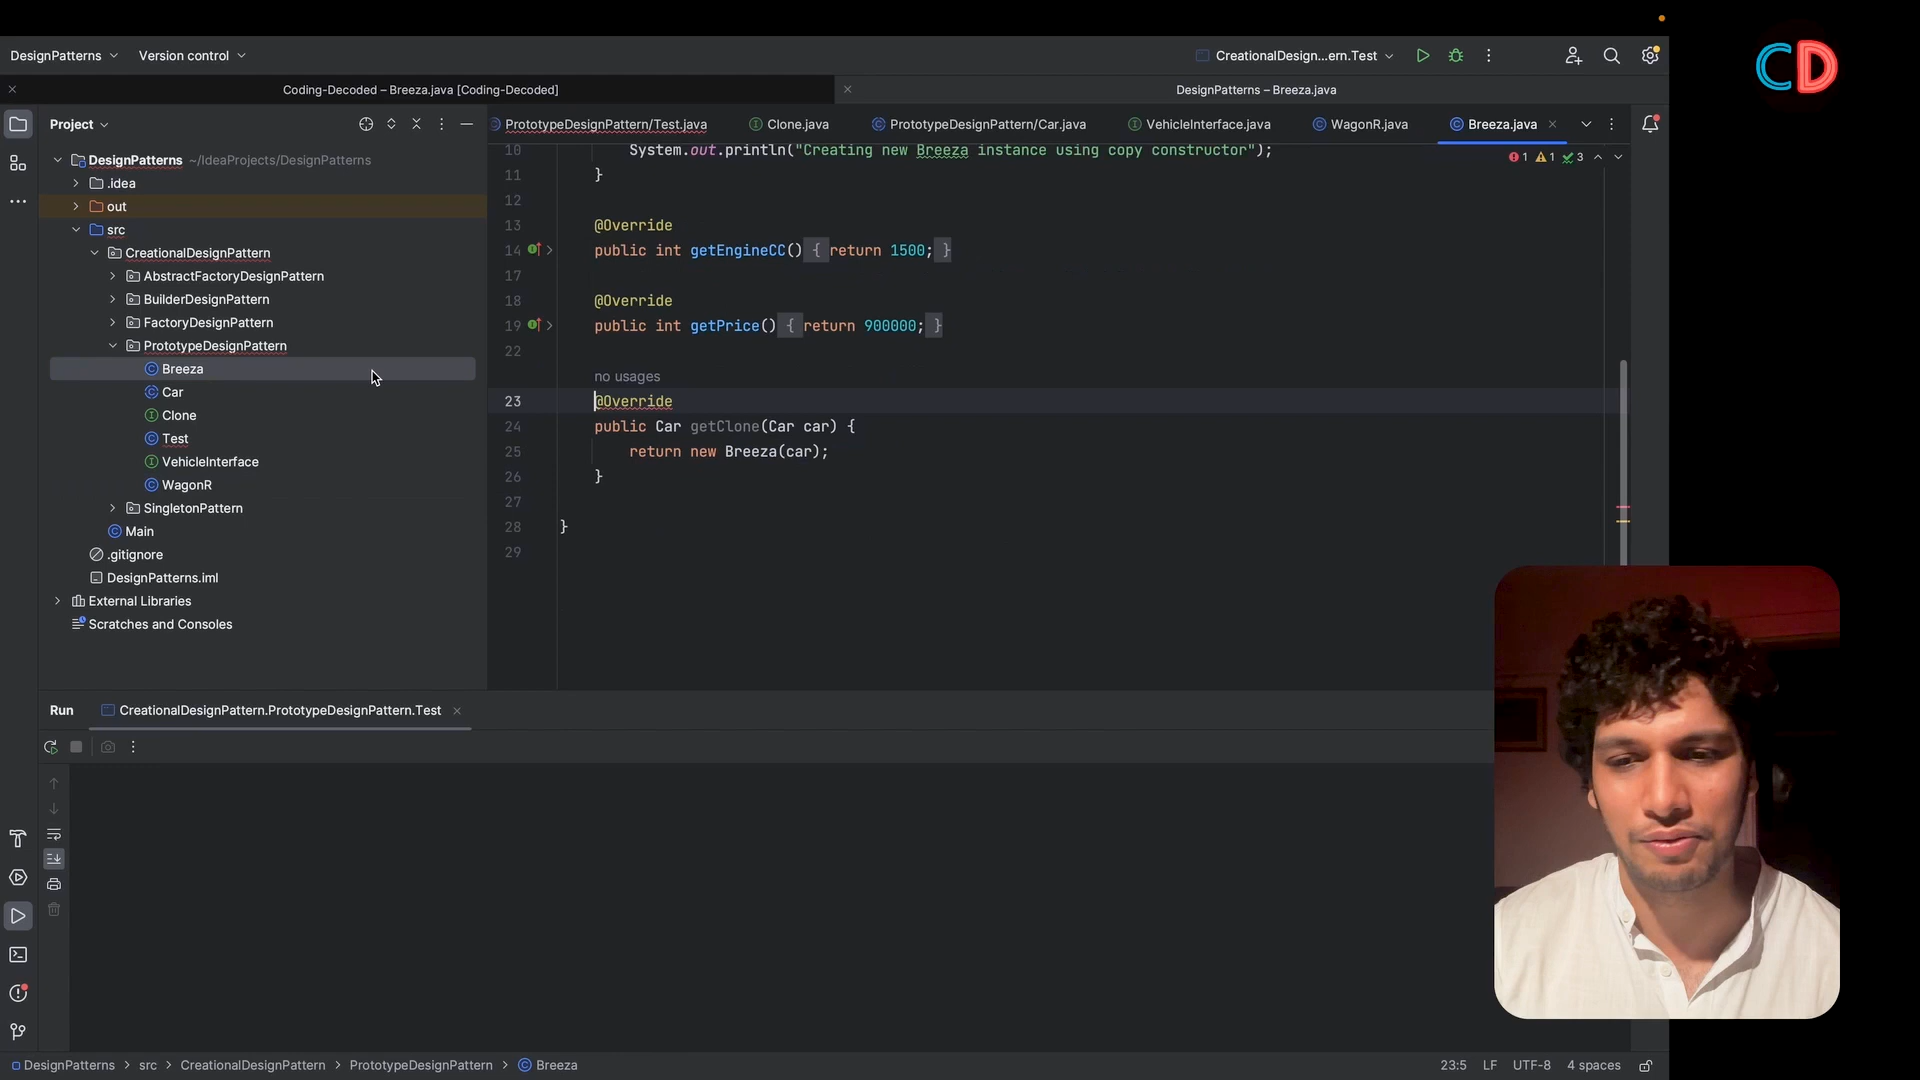 CD
DesignPatterns
Version control
CreationalDesign...ern.Test
Coding-Decoded – Breeza.java [Coding-Decoded]
DesignPatterns – Breeza.java
Project
PrototypeDesignPattern/Test.java
Clone.java
PrototypeDesignPattern/Car.java
VehicleInterface.java
WagonR.java
Breeza.java
DesignPatterns ~/IdeaProjects/DesignPatterns
.idea
out
src
CreationalDesignPattern
AbstractFactoryDesignPattern
BuilderDesignPattern
FactoryDesignPattern
PrototypeDesignPattern
Breeza
Car
Clone
Test
VehicleInterface
WagonR
SingletonPattern
Main
.gitignore
DesignPatterns.iml
External Libraries
Scratches and Consoles
1 1 3
10 System.out.println("Creating new Breeza instance using copy constructor");
11 }
12
13 @Override
14 public int getEngineCC() { return 1500; }
17
18 @Override
19 public int getPrice() { return 900000; }
22
no usages
23 @Override
24 public Car getClone(Car car) {
25 return new Breeza(car);
26 }
27
28 }
29
Run
CreationalDesignPattern.PrototypeDesignPattern.Test
DesignPatterns > src > CreationalDesignPattern > PrototypeDesignPattern > Breeza
23:5 LF UTF-8 4 spaces